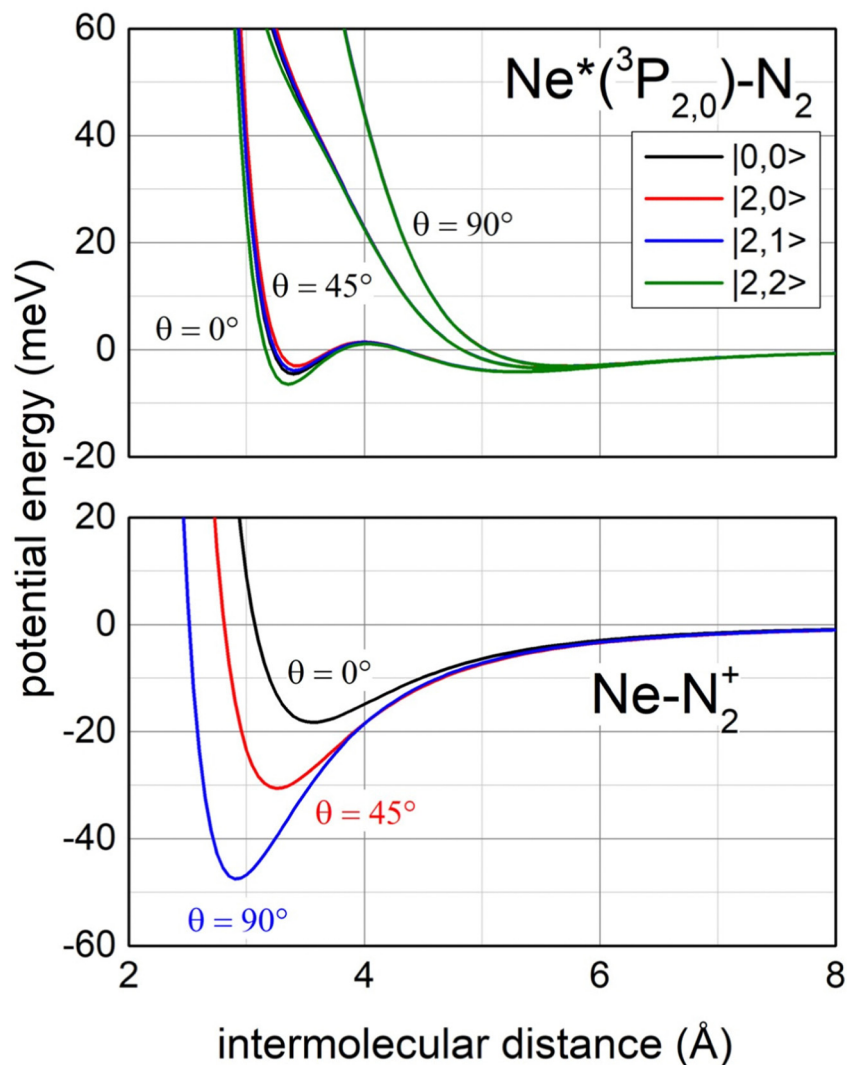 60
40
20
0
-20
Ne*(³P₂,₀)-N₂
|0,0>
|2,0>
|2,1>
|2,2>
θ = 90°
θ = 45°
θ = 0°
potential energy (meV)
20
0
-20
-40
-60
θ = 0°
Ne-N₂⁺
θ = 45°
θ = 90°
2
4
6
8
intermolecular distance (Å)